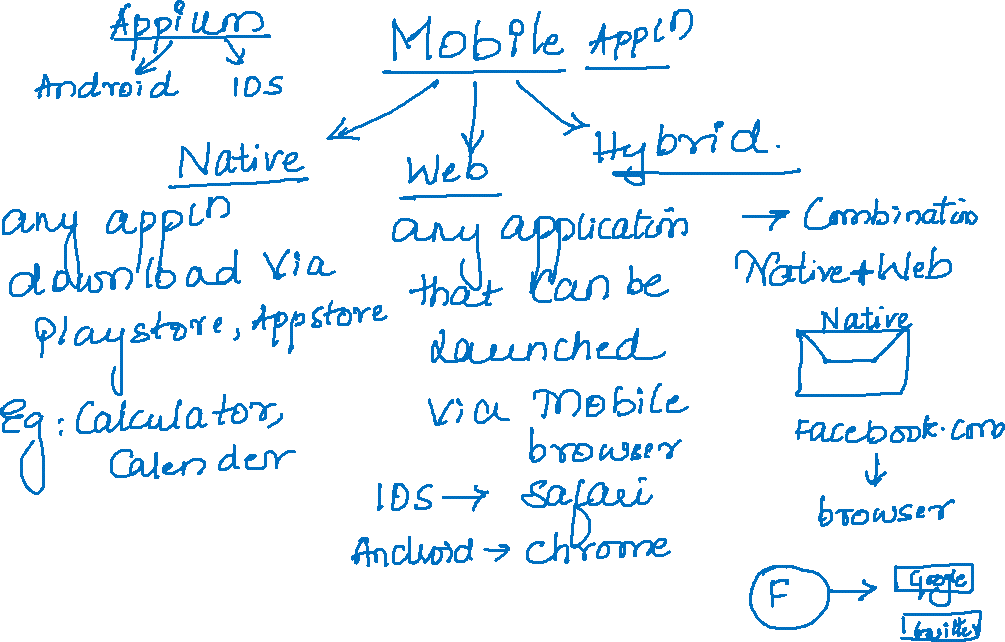 Appium
Android IOS
Mobile Appln
Native
any appln
download via
Playstore, Appstore
Eg: Calculator,
Calender
Web
any application
that can be
Launched
via Mobile
browser
IOS → Safari
Android → chrome
Hybrid.
→ Combination
Native+Web
Native
Facebook.com
browser
F → Google
twitter